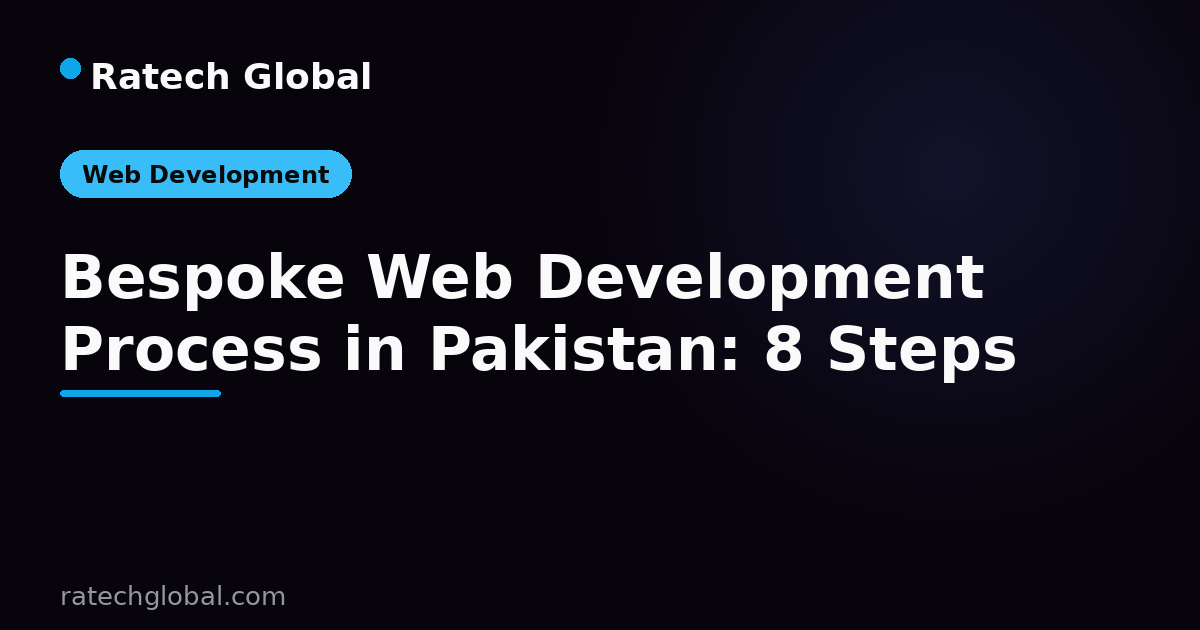 Ratech Global
Web Development
Bespoke Web Development
Process in Pakistan: 8 Steps
ratechglobal.com